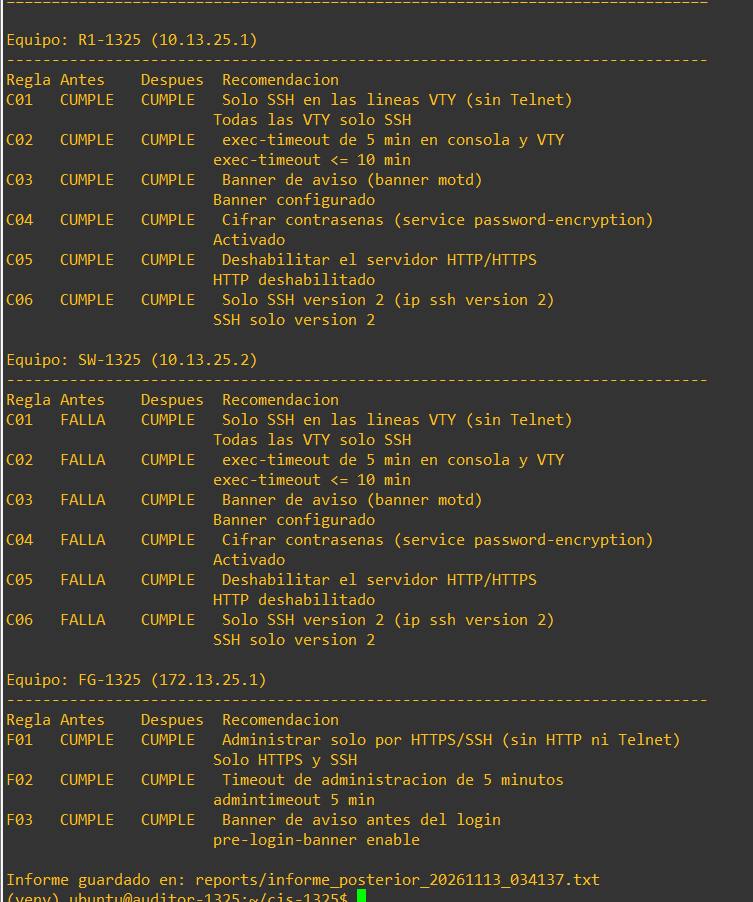 --------------------------------------------------------------------------------
Equipo: R1-1325 (10.13.25.1)
------------------------------------------------------------------------------
Regla Antes    Despues  Recomendacion
C01   CUMPLE   CUMPLE    Solo SSH en las lineas VTY (sin Telnet)
                       Todas las VTY solo SSH
C02   CUMPLE   CUMPLE    exec-timeout de 5 min en consola y VTY
                       exec-timeout <= 10 min
C03   CUMPLE   CUMPLE    Banner de aviso (banner motd)
                       Banner configurado
C04   CUMPLE   CUMPLE    Cifrar contrasenas (service password-encryption)
                       Activado
C05   CUMPLE   CUMPLE    Deshabilitar el servidor HTTP/HTTPS
                       HTTP deshabilitado
C06   CUMPLE   CUMPLE    Solo SSH version 2 (ip ssh version 2)
                       SSH solo version 2
Equipo: SW-1325 (10.13.25.2)
------------------------------------------------------------------------------
Regla Antes    Despues  Recomendacion
C01   FALLA    CUMPLE    Solo SSH en las lineas VTY (sin Telnet)
                       Todas las VTY solo SSH
C02   FALLA    CUMPLE    exec-timeout de 5 min en consola y VTY
                       exec-timeout <= 10 min
C03   FALLA    CUMPLE    Banner de aviso (banner motd)
                       Banner configurado
C04   FALLA    CUMPLE    Cifrar contrasenas (service password-encryption)
                       Activado
C05   FALLA    CUMPLE    Deshabilitar el servidor HTTP/HTTPS
                       HTTP deshabilitado
C06   FALLA    CUMPLE    Solo SSH version 2 (ip ssh version 2)
                       SSH solo version 2
Equipo: FG-1325 (172.13.25.1)
------------------------------------------------------------------------------
Regla Antes    Despues  Recomendacion
F01   CUMPLE   CUMPLE    Administrar solo por HTTPS/SSH (sin HTTP ni Telnet)
                       Solo HTTPS y SSH
F02   CUMPLE   CUMPLE    Timeout de administracion de 5 minutos
                       admintimeout 5 min
F03   CUMPLE   CUMPLE    Banner de aviso antes del login
                       pre-login-banner enable
Informe guardado en: reports/informe_posterior_20261113_034137.txt
(venv) ubuntu@auditor-1325:~/cis-1325$